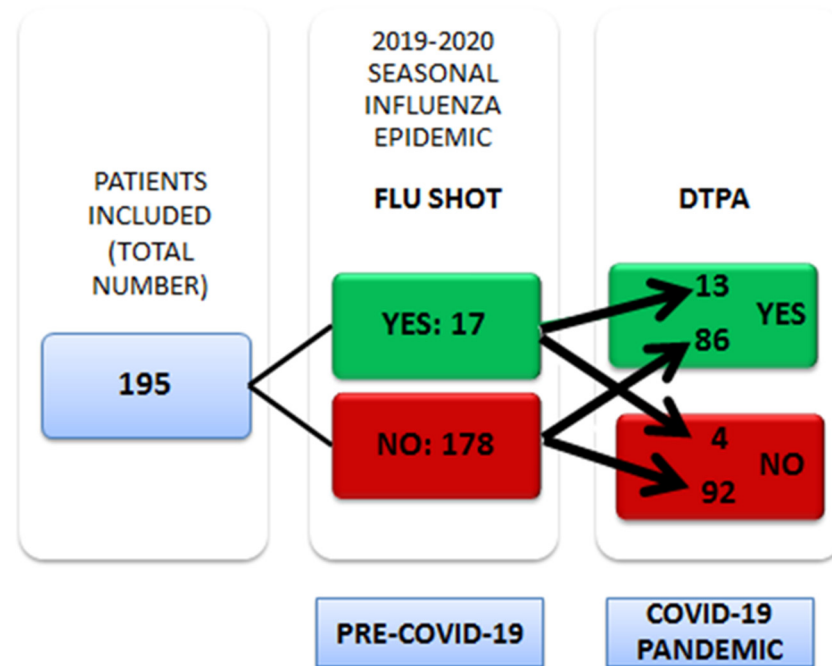 PATIENTS
INCLUDED
(TOTAL
NUMBER)
195
2019-2020
SEASONAL
INFLUENZA
EPIDEMIC
FLU SHOT
YES: 17
NO: 178
PRE-COVID-19
DTPA
13
86
YES
4
92
NO
COVID-19
PANDEMIC